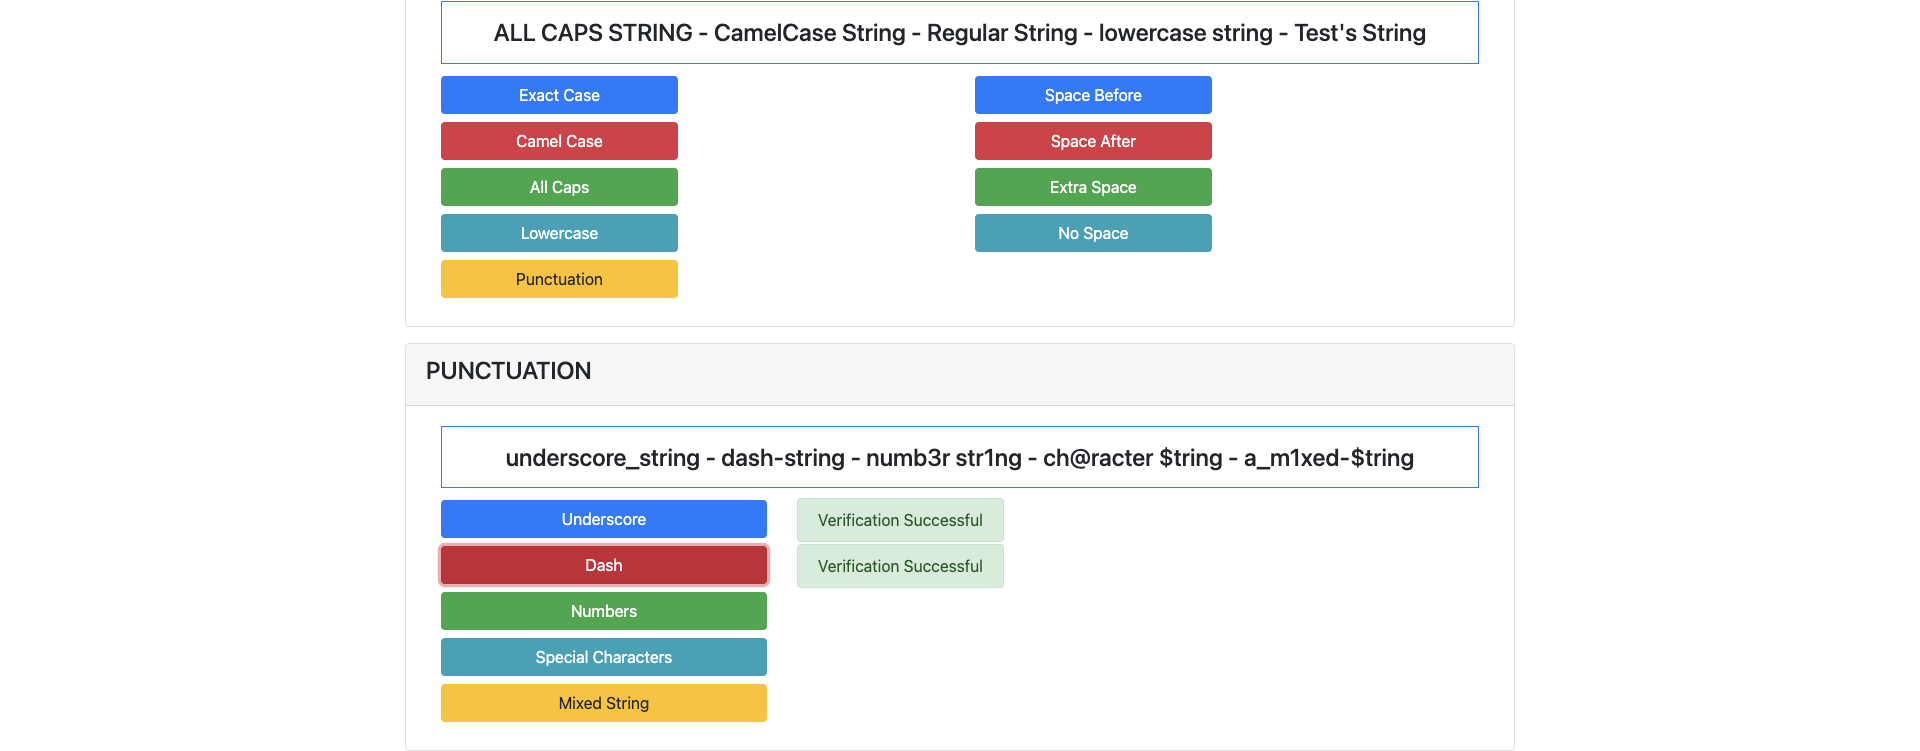 ALL CAPS STRING - CamelCase String - Regular String - lowercase string - Test's String
Exact Case
Space Before
Camel Case
Space After
All Caps
Extra Space
Lowercase
No Space
Punctuation
PUNCTUATION
underscore_string - dash-string - numb3r str1ng - ch@racter $tring - a_m1xed-$tring
Underscore
Verification Successful
Dash
Verification Successful
Numbers
Special Characters
Mixed String